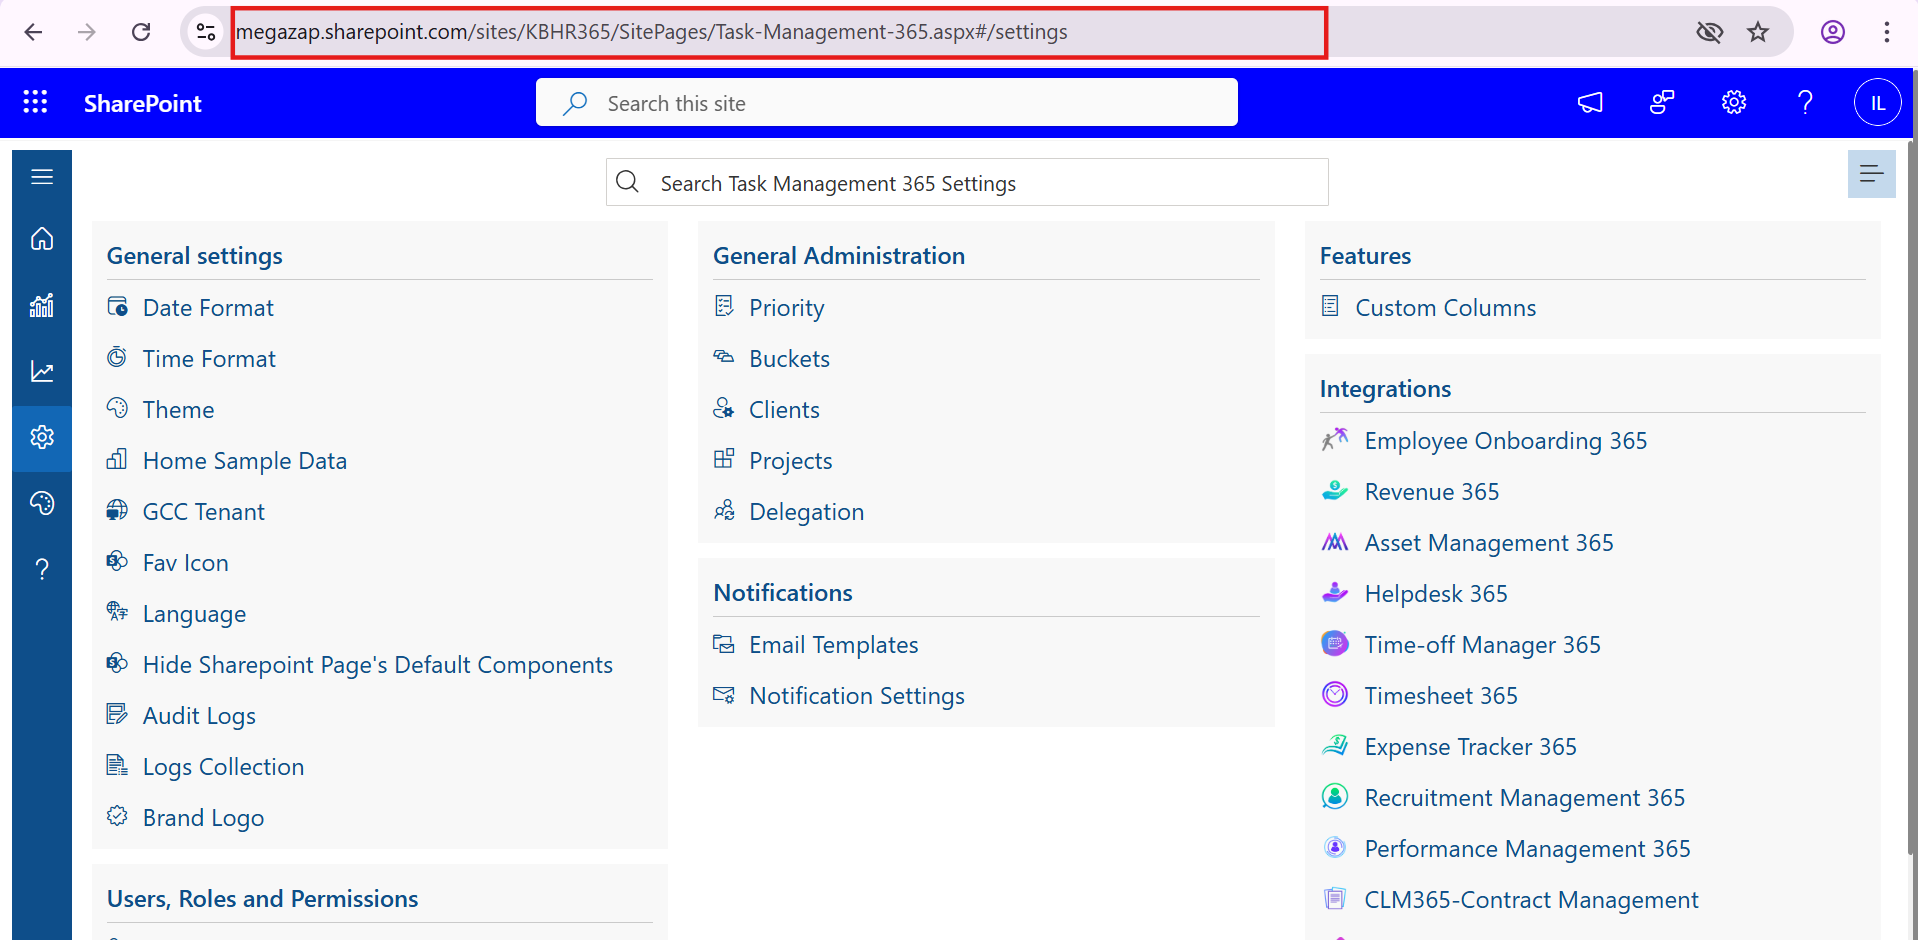 megazap.sharepoint.com/sites/KBHR365/SitePages/Task-Management-365.aspx#/settings
SharePoint
Search this site
IL
Search Task Management 365 Settings
General settings
Date Format
Time Format
Theme
Home Sample Data
GCC Tenant
Fav Icon
Language
Hide Sharepoint Page's Default Components
Audit Logs
Logs Collection
Brand Logo
Users, Roles and Permissions
General Administration
Priority
Buckets
Clients
Projects
Delegation
Notifications
Email Templates
Notification Settings
Features
Custom Columns
Integrations
Employee Onboarding 365
Revenue 365
Asset Management 365
Helpdesk 365
Time-off Manager 365
Timesheet 365
Expense Tracker 365
Recruitment Management 365
Performance Management 365
CLM365-Contract Management